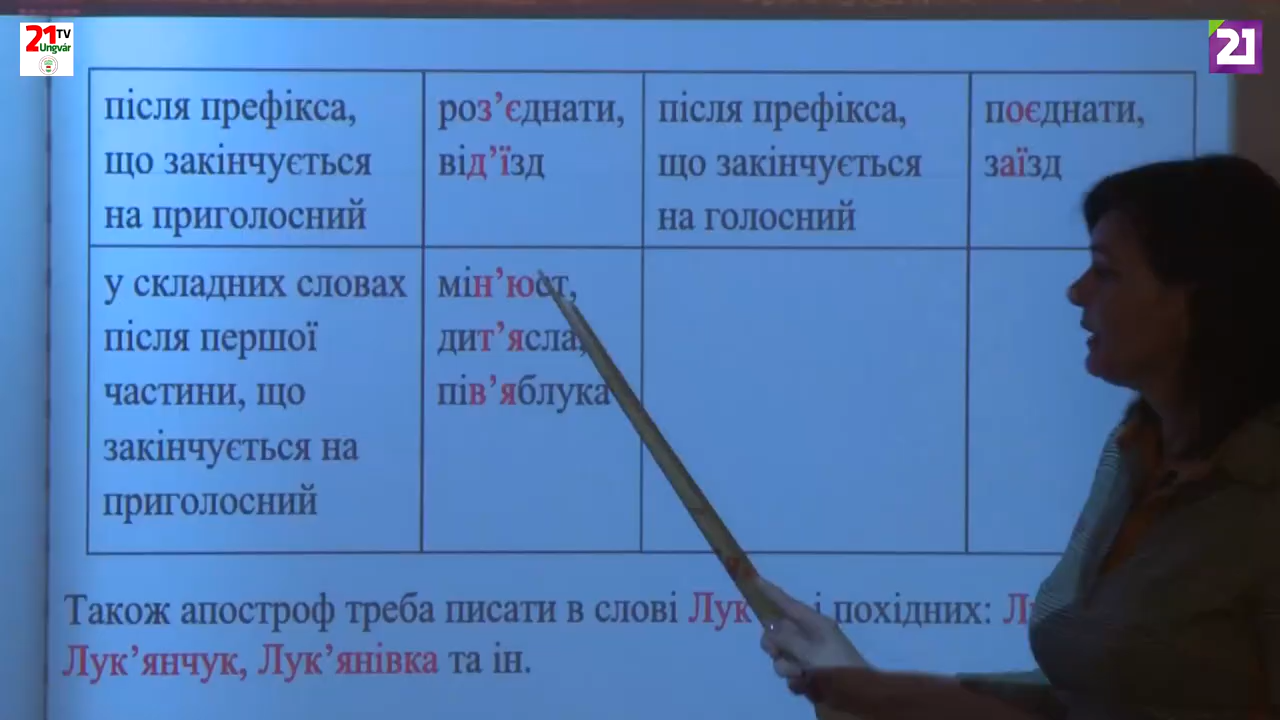 21 TV
Ungvár
21
після префікса,
що закінчується
на приголосний
роз’єднати,
від’їзд
після префікса,
що закінчується
на голосний
поєднати,
заїзд
у складних словах
після першої
частини, що
закінчується на
приголосний
мін’юст,
дит’ясла,
пів’яблука
Також апостроф треба писати в слові і похідних:
Лук’янчук, Лук’янівка та ін.